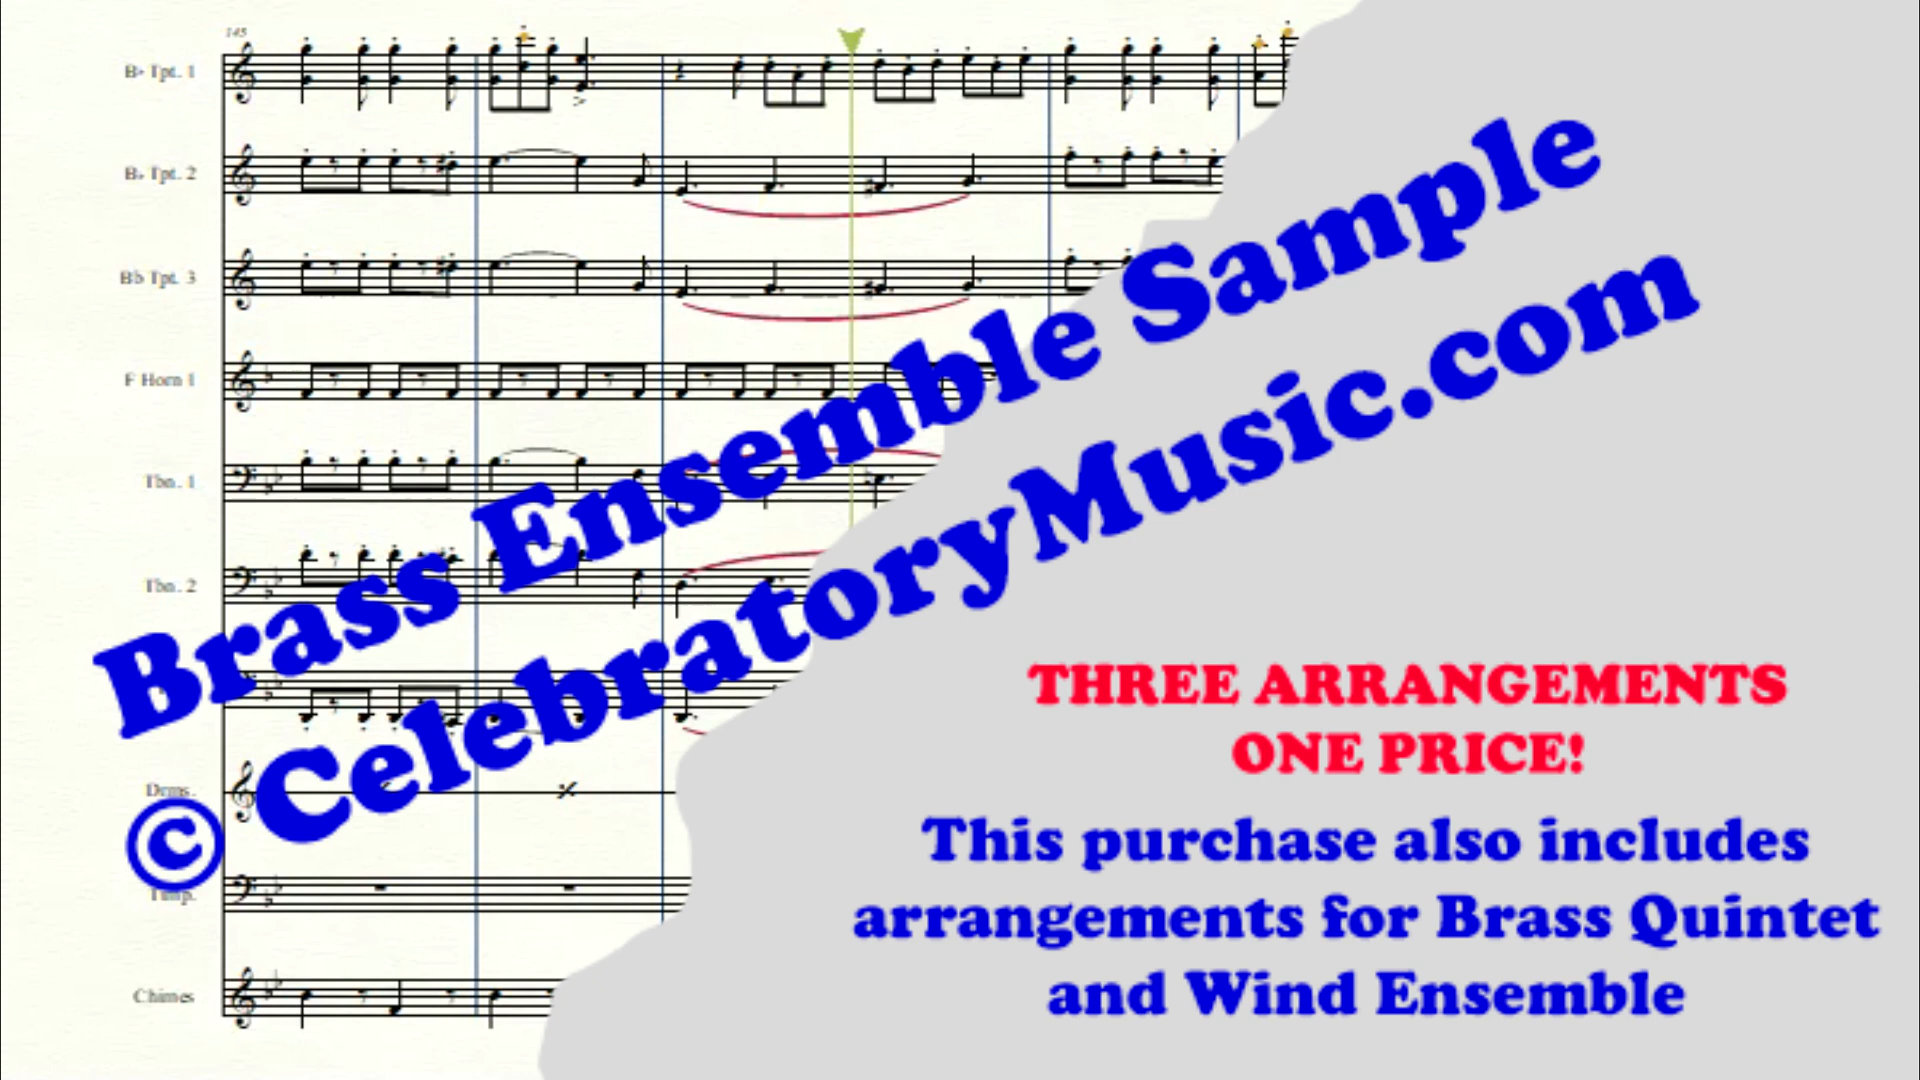 145
B♭ Tpt. 1
B♭ Tpt. 2
Bb Tpt. 3
F Horn 1
Tbn. 1
Tbn. 2
Drms.
Timp.
Chimes
Brass Ensemble Sample
© CelebratoryMusic.com
THREE ARRANGEMENTS
ONE PRICE!
This purchase also includes
arrangements for Brass Quintet
and Wind Ensemble